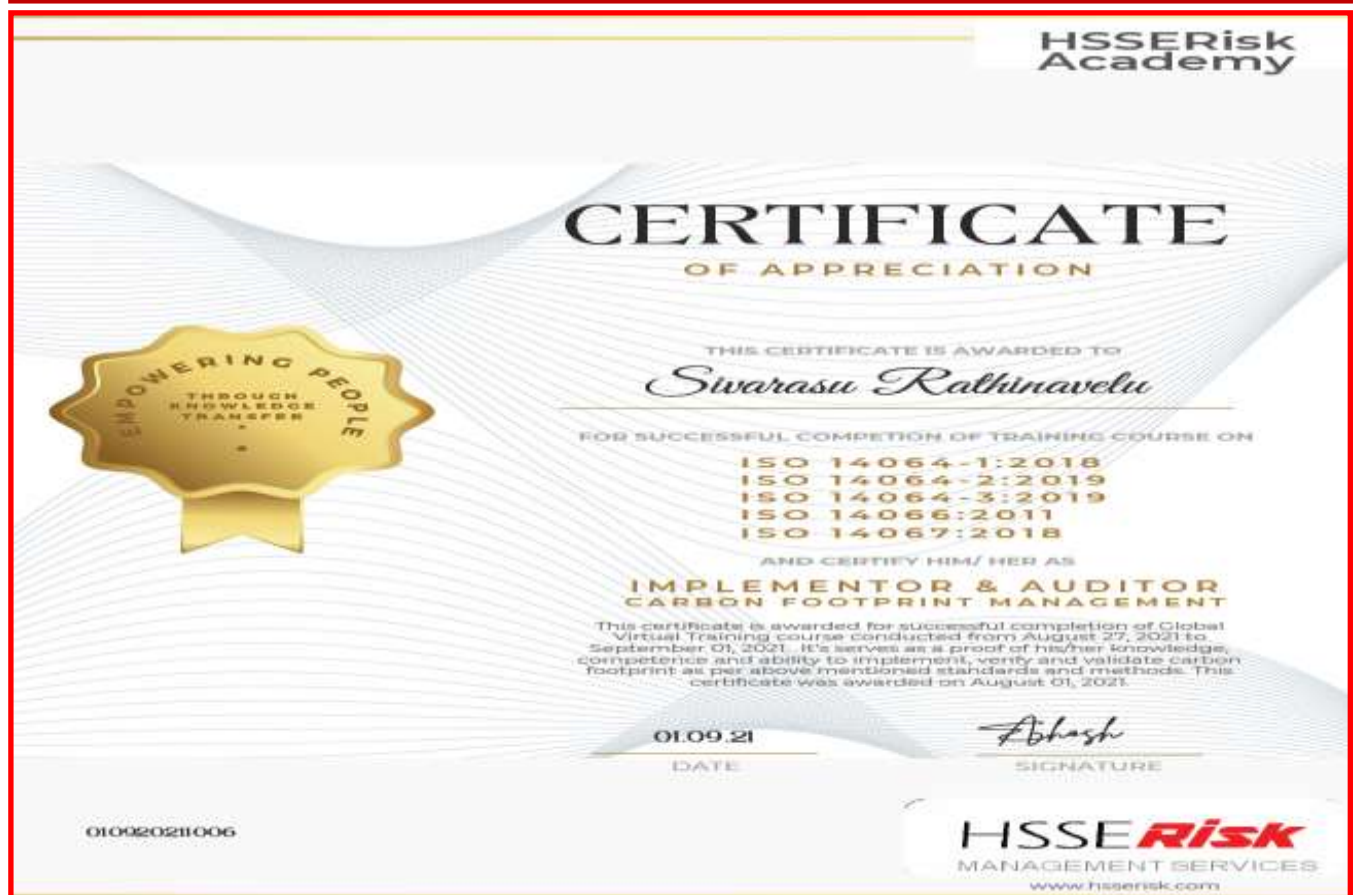 HSSERisk
Academy
CERTIFICATE
OF APPRECIATION
THIS CERTIFICATE IS AWARDED TO
Sivarasu Rathinavelu
EMPOWERING PEOPLE
THROUGH
KNOWLEDGE
TRANSFER
FOR SUCCESSFUL COMPETION OF TRAINING COURSE ON
ISO 14064-1:2018
ISO 14064-2:2019
ISO 14064-3:2019
ISO 14066:2011
ISO 14067:2018
AND CERTIFY HIM/ HER AS
IMPLEMENTOR & AUDITOR
CARBON FOOTPRINT MANAGEMENT
This certificate is awarded for successful completion of Global
Virtual Training course conducted from August 27, 2021 to
September 01, 2021. It's serves as a proof of his/her knowledge,
competence and ability to implement, verify and validate carbon
footprint as per above mentioned standards and methods. This
certificate was awarded on August 01, 2021.
01.09.21
Abhash
DATE
SIGNATURE
010920211006
HSSE Risk
MANAGEMENT SERVICES
www.hsserisk.com